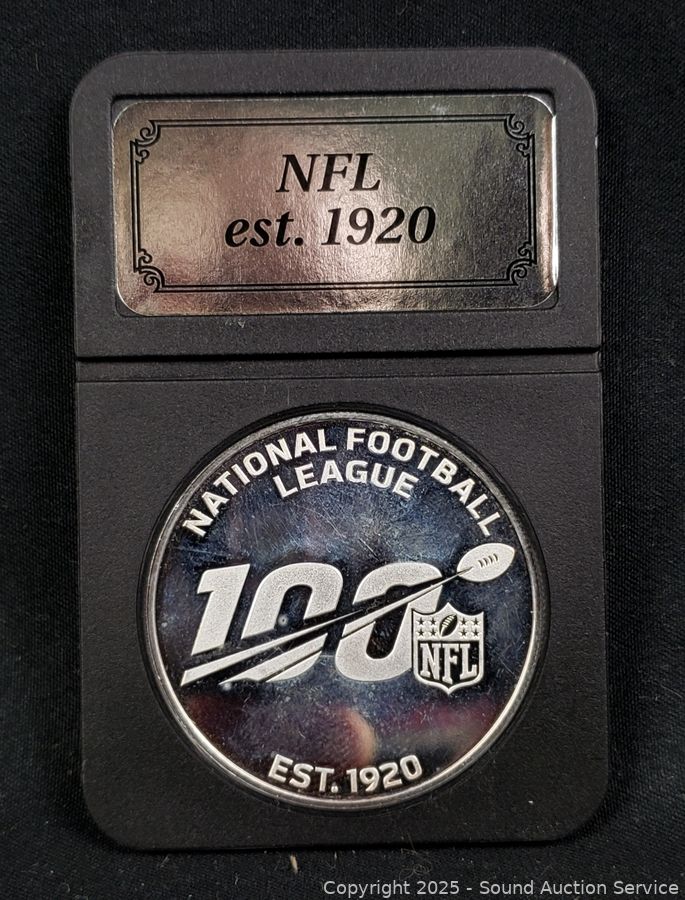 NFL
est. 1920
NATIONAL FOOTBALL
LEAGUE
100
NFL
EST. 1920
Copyright 2025 - Sound Auction Service